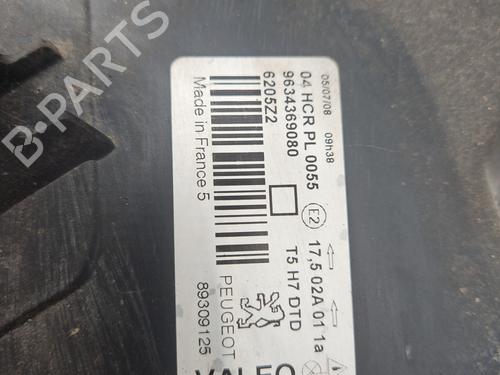 05/07/08 09h38
04 HCR PL 0055 E2 17,5 02A 01 1a
9634369080
6205Z2
T5 H7 DTD
Made in France 5
PEUGEOT
89309125
VALEO
B-PARTS